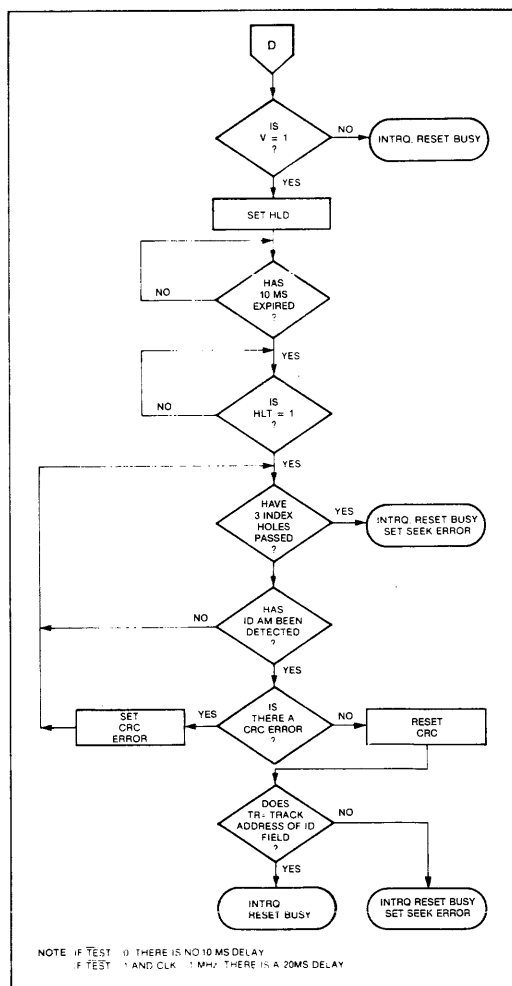 D
IS
V = 1
?
NO
INTRQ. RESET BUSY
YES
SET HLD
HAS
10 MS
EXPIRED
?
NO
YES
IS
HLT = 1
?
NO
YES
HAVE
3 INDEX
HOLES
PASSED
?
YES
INTRQ. RESET BUSY
SET SEEK ERROR
HAS
ID AM BEEN
DETECTED
?
NO
YES
IS
THERE A
CRC ERROR
?
YES
SET
CRC
ERROR
NO
RESET
CRC
DOES
TR= TRACK
ADDRESS OF ID
FIELD
?
NO
YES
INTRQ
RESET BUSY
INTRQ RESET BUSY
SET SEEK ERROR
NOTE IF TEST 0 THERE IS NO 10 MS DELAY
IF TEST 1 AND CLK 1 MHz THERE IS A 20MS DELAY